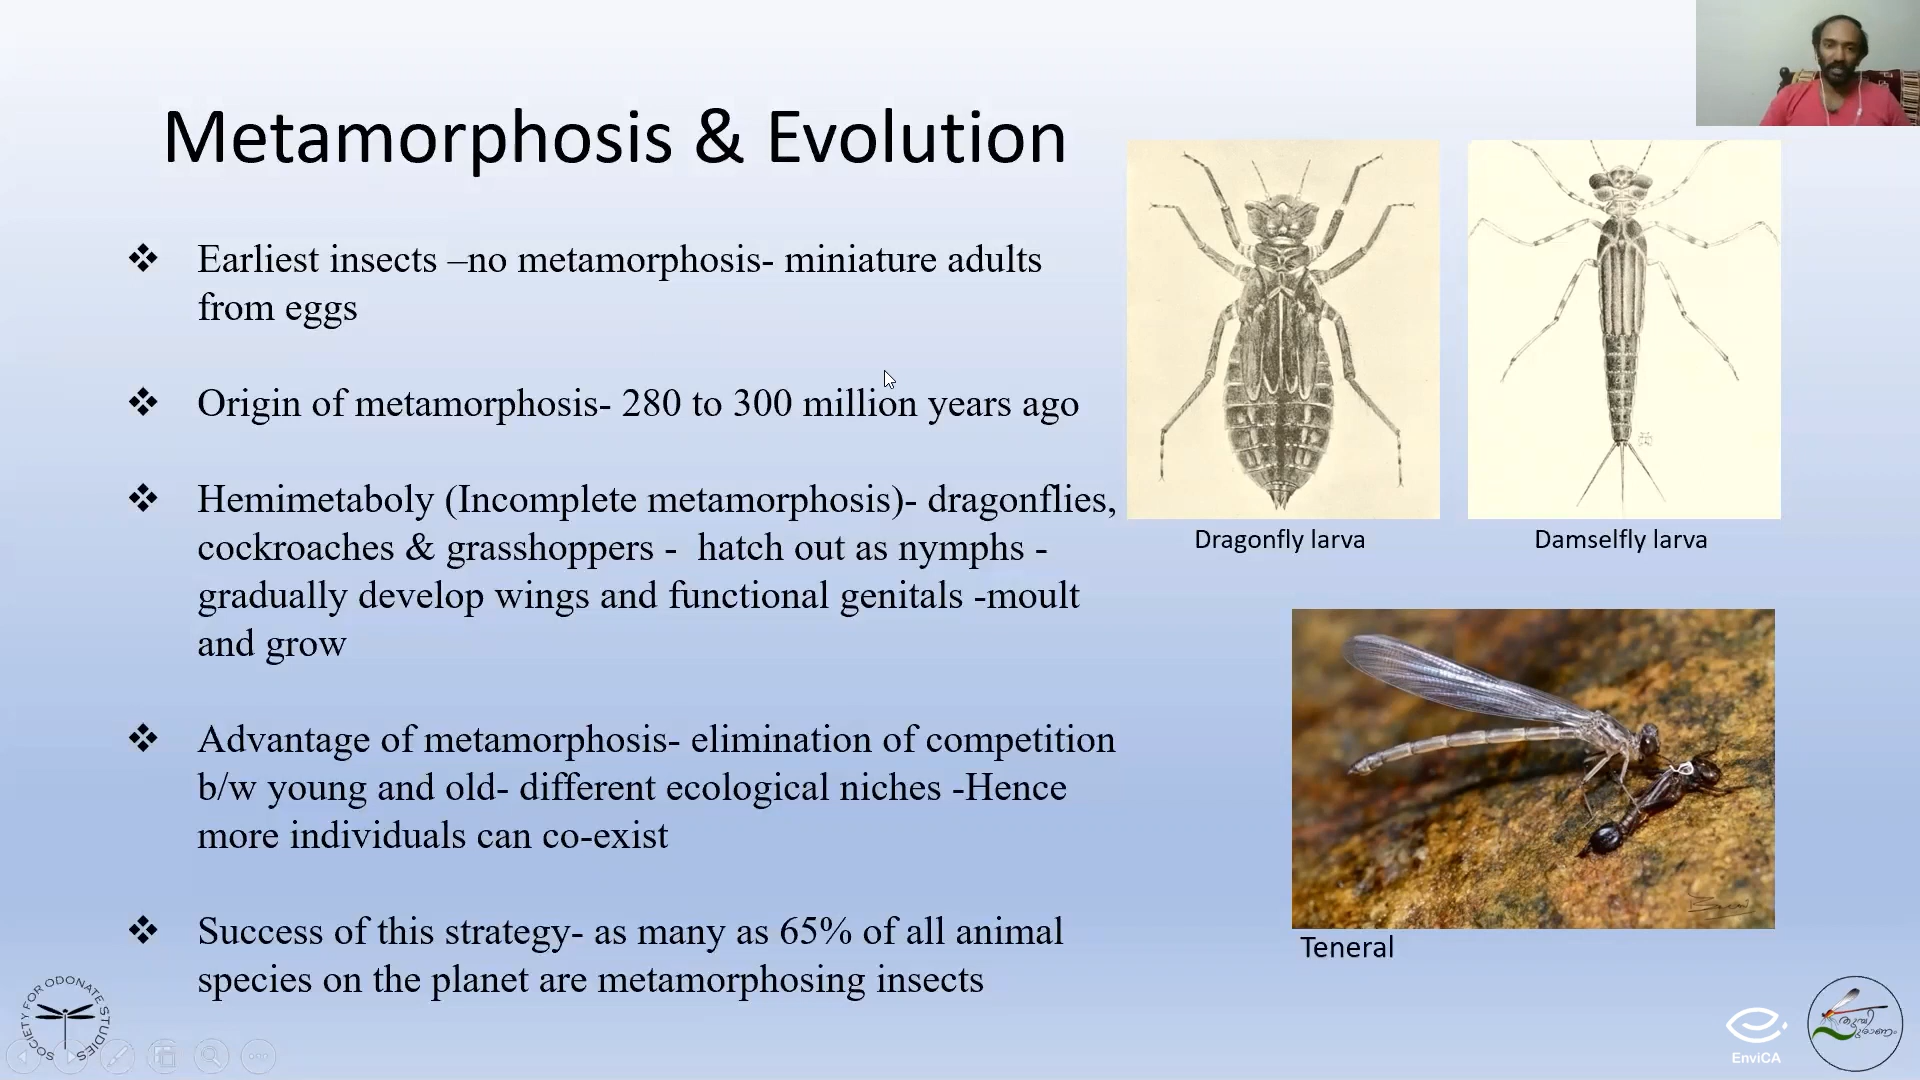 Metamorphosis & Evolution
❖ Earliest insects –no metamorphosis- miniature adults
from eggs
❖ Origin of metamorphosis- 280 to 300 million years ago
❖ Hemimetaboly (Incomplete metamorphosis)- dragonflies,
cockroaches & grasshoppers - hatch out as nymphs -
gradually develop wings and functional genitals -moult
and grow
❖ Advantage of metamorphosis- elimination of competition
b/w young and old- different ecological niches -Hence
more individuals can co-exist
❖ Success of this strategy- as many as 65% of all animal
species on the planet are metamorphosing insects
Dragonfly larva
Damselfly larva
Teneral
SOCIETY FOR ODONATE STUDIES
EnviCA